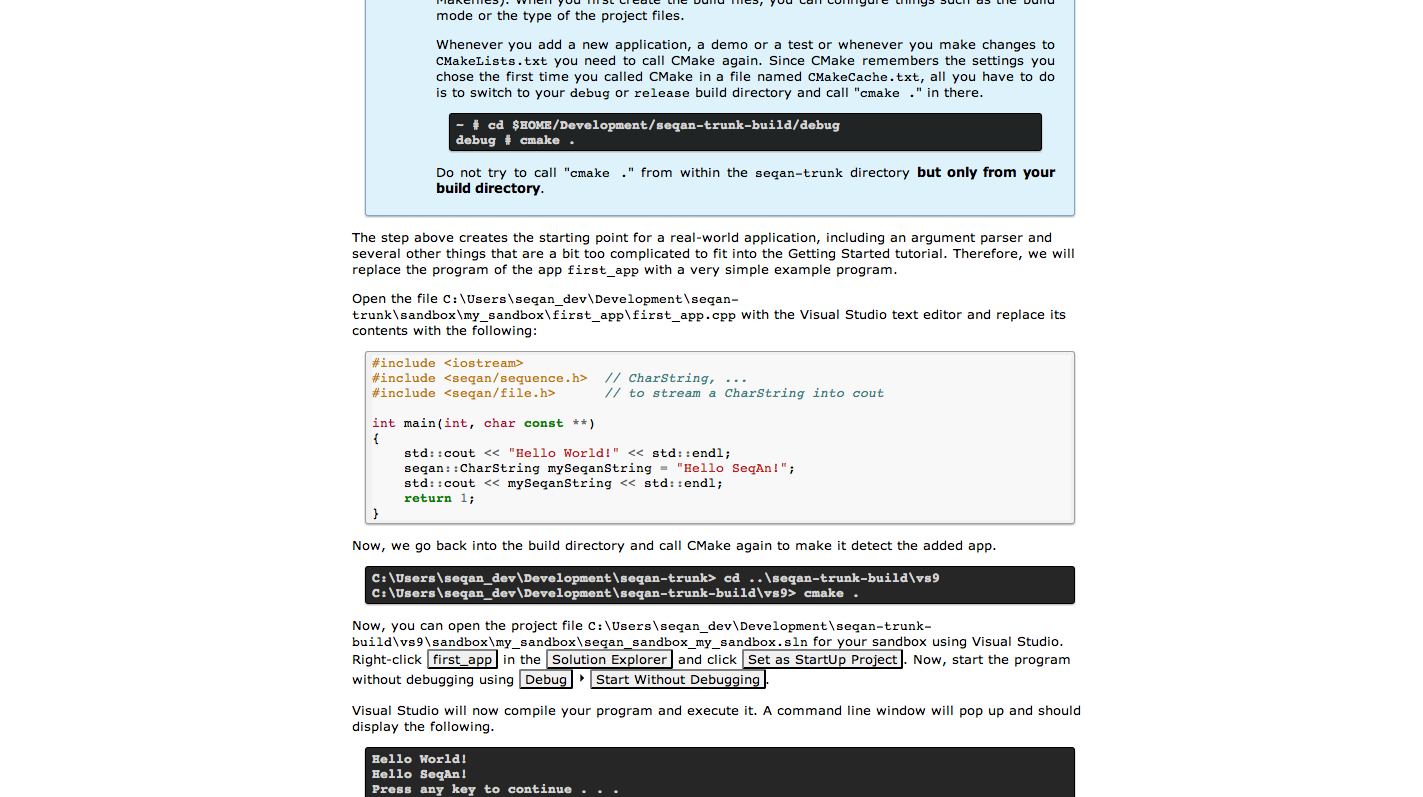 Makefiles). When you first create the build files, you can configure things such as the build
mode or the type of the project files.
Whenever you add a new application, a demo or a test or whenever you make changes to
CMakeLists.txt you need to call CMake again. Since CMake remembers the settings you
chose the first time you called CMake in a file named CMakeCache.txt, all you have to do
is to switch to your debug or release build directory and call "cmake ." in there.
~ # cd $HOME/Development/seqan-trunk-build/debug
debug # cmake .
Do not try to call "cmake ." from within the seqan-trunk directory but only from your
build directory.
The step above creates the starting point for a real-world application, including an argument parser and
several other things that are a bit too complicated to fit into the Getting Started tutorial. Therefore, we will
replace the program of the app first_app with a very simple example program.
Open the file C:\Users\seqan_dev\Development\seqan-
trunk\sandbox\my_sandbox\first_app\first_app.cpp with the Visual Studio text editor and replace its
contents with the following:
#include <iostream>
#include <seqan/sequence.h>  // CharString, ...
#include <seqan/file.h>      // to stream a CharString into cout
int main(int, char const **)
{
    std::cout << "Hello World!" << std::endl;
    seqan::CharString mySeqanString = "Hello SeqAn!";
    std::cout << mySeqanString << std::endl;
    return 1;
}
Now, we go back into the build directory and call CMake again to make it detect the added app.
C:\Users\seqan_dev\Development\seqan-trunk> cd ..\seqan-trunk-build\vs9
C:\Users\seqan_dev\Development\seqan-trunk-build\vs9> cmake .
Now, you can open the project file C:\Users\seqan_dev\Development\seqan-trunk-
build\vs9\sandbox\my_sandbox\seqan_sandbox_my_sandbox.sln for your sandbox using Visual Studio.
Right-click first_app in the Solution Explorer and click Set as StartUp Project. Now, start the program
without debugging using Debug ‣ Start Without Debugging.
Visual Studio will now compile your program and execute it. A command line window will pop up and should
display the following.
Hello World!
Hello SeqAn!
Press any key to continue . . .